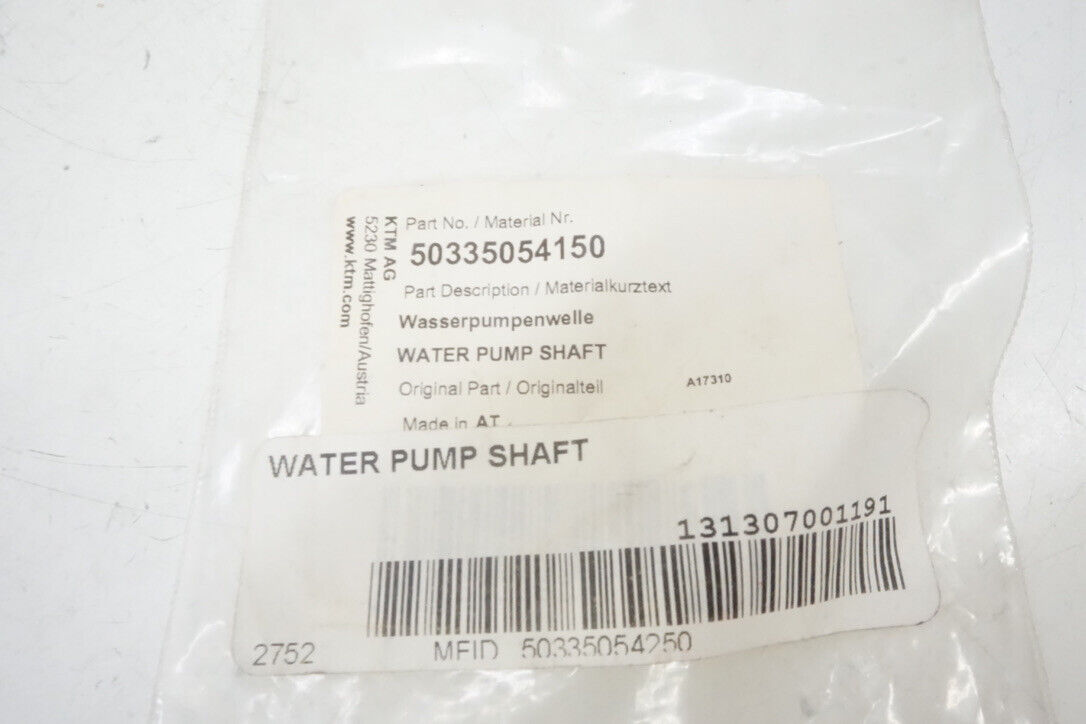 KTM AG
5230 Mattighofen/Austria
www.ktm.com
Part No. / Material Nr.
50335054150
Part Description / Materialkurztext
Wasserpumpenwelle
WATER PUMP SHAFT
Original Part / Originalteil A17310
Made in AT
WATER PUMP SHAFT
131307001191
2752 MFID 50335054250